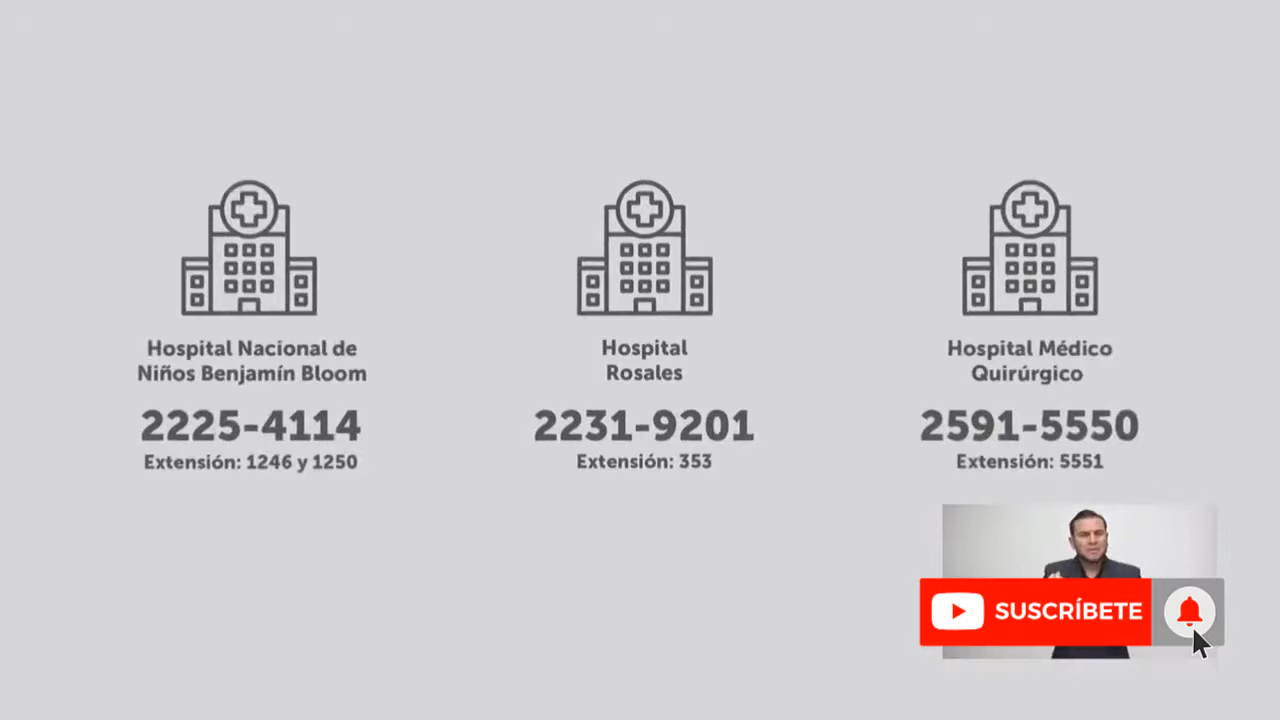 Hospital Nacional de
Niños Benjamín Bloom
2225-4114
Extensión: 1246 y 1250
Hospital
Rosales
2231-9201
Extensión: 353
Hospital Médico
Quirúrgico
2591-5550
Extensión: 5551
SUSCRÍBETE